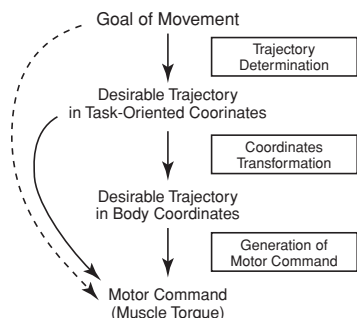 Goal of Movement
Trajectory
Determination
Desirable Trajectory
in Task-Oriented Coorinates
Coordinates
Transformation
Desirable Trajectory
in Body Coordinates
Generation of
Motor Command
Motor Command
(Muscle Torque)